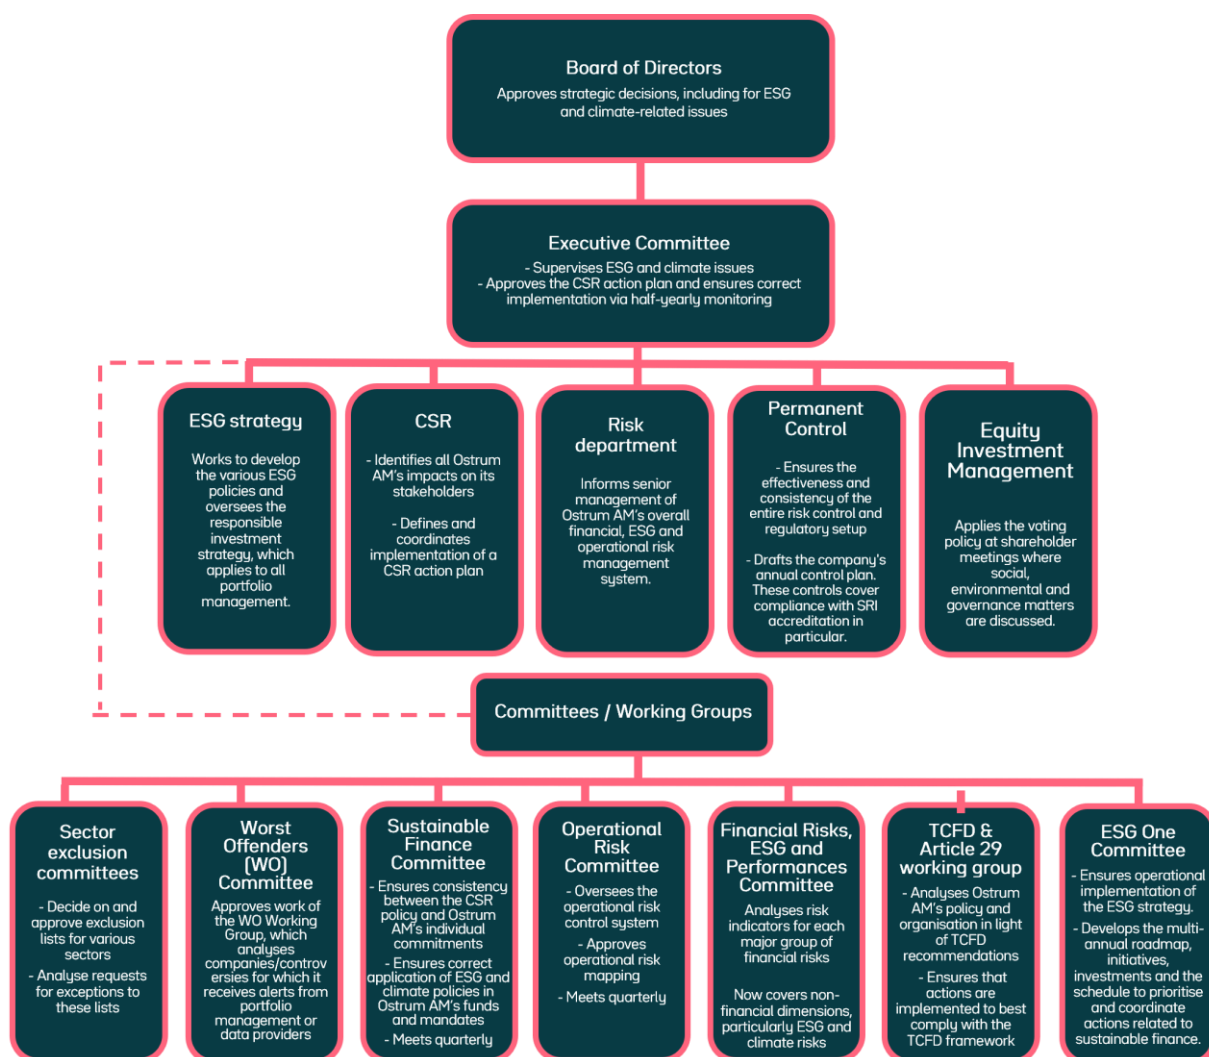 Board of Directors
Approves strategic decisions, including for ESG
and climate-related issues
Executive Committee
- Supervises ESG and climate issues
- Approves the CSR action plan and ensures correct
implementation via half-yearly monitoring
ESG strategy
Works to develop
the various ESG
policies and
oversees the
responsible
investment
strategy, which
applies to all
portfolio
management.
CSR
- Identifies all Ostrum
AM's impacts on its
stakeholders
- Defines and
coordinates
implementation of a
CSR action plan
Risk
department
Informs senior
management of
Ostrum AM's overall
financial, ESG and
operational risk
management
system.
Permanent
Control
- Ensures the
effectiveness and
consistency of the
entire risk control and
regulatory setup
- Drafts the company's
annual control plan.
These controls cover
compliance with SRI
accreditation in
particular.
Equity
Investment
Management
Applies the voting
policy at shareholder
meetings where
social,
environmental and
governance matters
are discussed.
Committees / Working Groups
Sector
exclusion
committees
- Decide on and
approve exclusion
lists for various
sectors
- Analyse requests
for exceptions to
these lists
Worst
Offenders
(WO)
Committee
Approves work of
the WO Working
Group, which
analyses
companies/controv
ersies for which it
receives alerts from
portfolio
management or
data providers
Sustainable
Finance
Committee
- Ensures consistency
between the CSR
policy and Ostrum
AM's individual
commitments
- Ensures correct
application of ESG and
climate policies in
Ostrum AM's funds
and mandates
- Meets quarterly
Operational
Risk
Committee
- Oversees the
operational risk
control system
- Approves
operational risk
mapping
- Meets quarterly
Financial Risks,
ESG and
Performances
Committee
Analyses risk
indicators for each
major group of
financial risks
Now covers non-
financial dimensions,
particularly ESG and
climate risks
TCFD &
Article 29
working group
- Analyses Ostrum
AM's policy and
organisation in light
of TCFD
recommendations
- Ensures that
actions are
implemented to best
comply with the
TCFD framework
ESG One
Committee
- Ensures operational
implementation of
the ESG strategy.
- Develops the multi-
annual roadmap,
initiatives,
investments and the
schedule to prioritise
and coordinate
actions related to
sustainable finance.